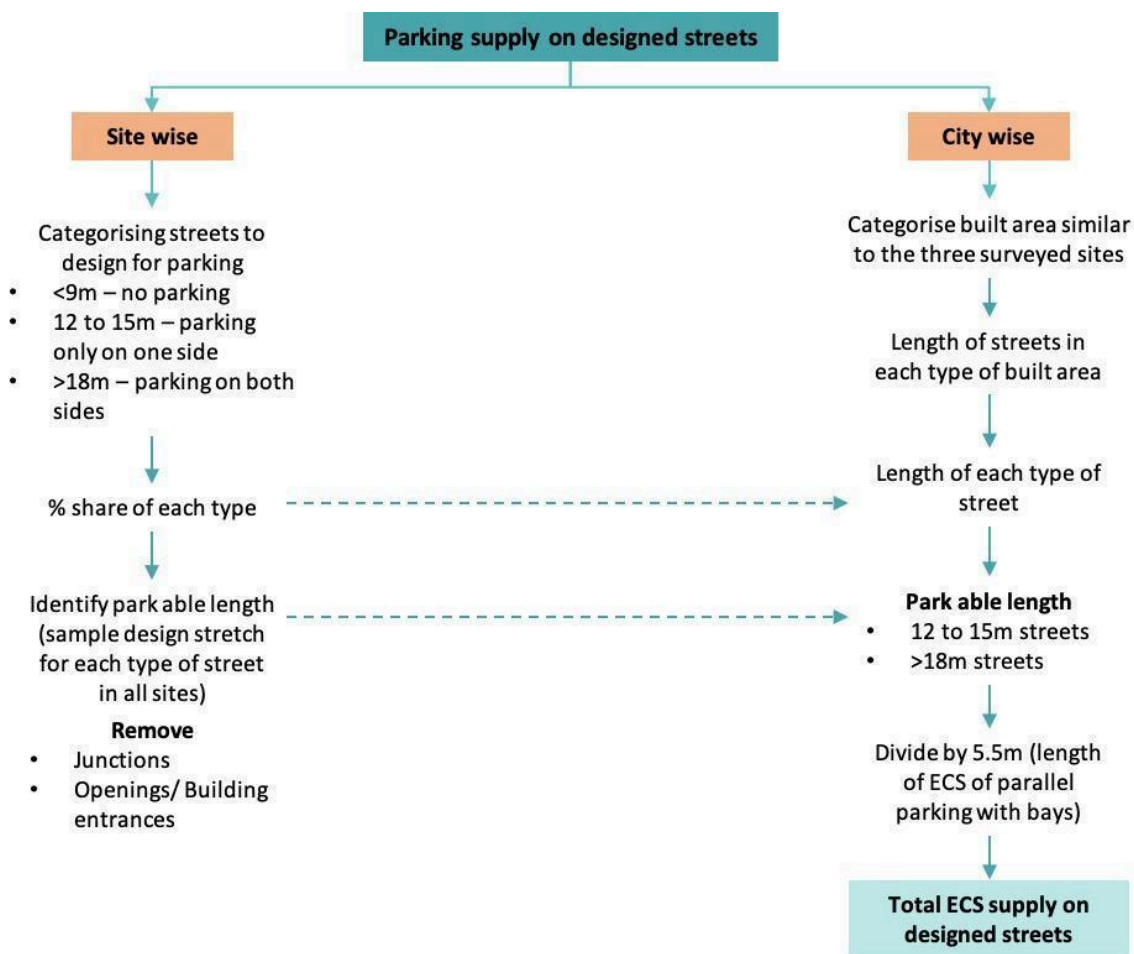 Parking supply on designed streets
Site wise
Categorising streets to
design for parking
• <9m – no parking
• 12 to 15m – parking
only on one side
• >18m – parking on both
sides
% share of each type
Identify park able length
(sample design stretch
for each type of street
in all sites)
Remove
• Junctions
• Openings/ Building
entrances
City wise
Categorise built area similar
to the three surveyed sites
Length of streets in
each type of built area
Length of each type of
street
Park able length
• 12 to 15m streets
• >18m streets
Divide by 5.5m (length
of ECS of parallel
parking with bays)
Total ECS supply on
designed streets